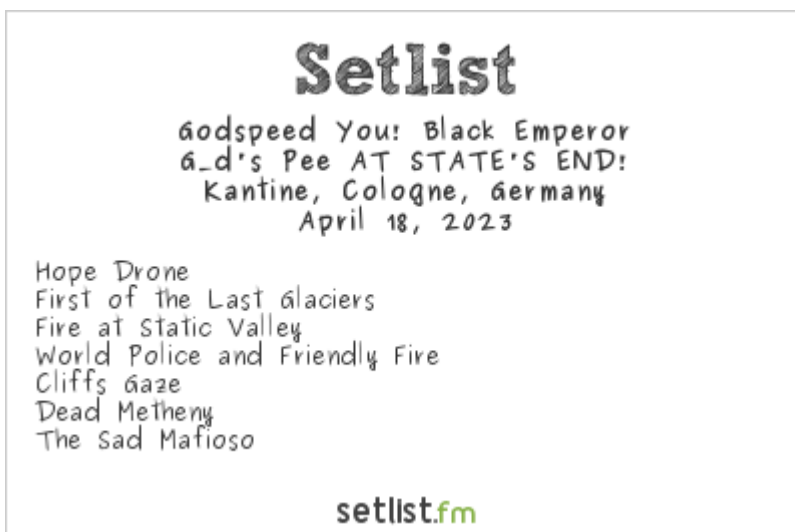 Setlist
Godspeed You! Black Emperor
G_d's Pee AT STATE'S END!
Kantine, Cologne, Germany
April 18, 2023
Hope Drone
First of the Last Glaciers
Fire at Static Valley
World Police and Friendly Fire
Cliffs Gaze
Dead Metheny
The Sad Mafioso
setlist.fm